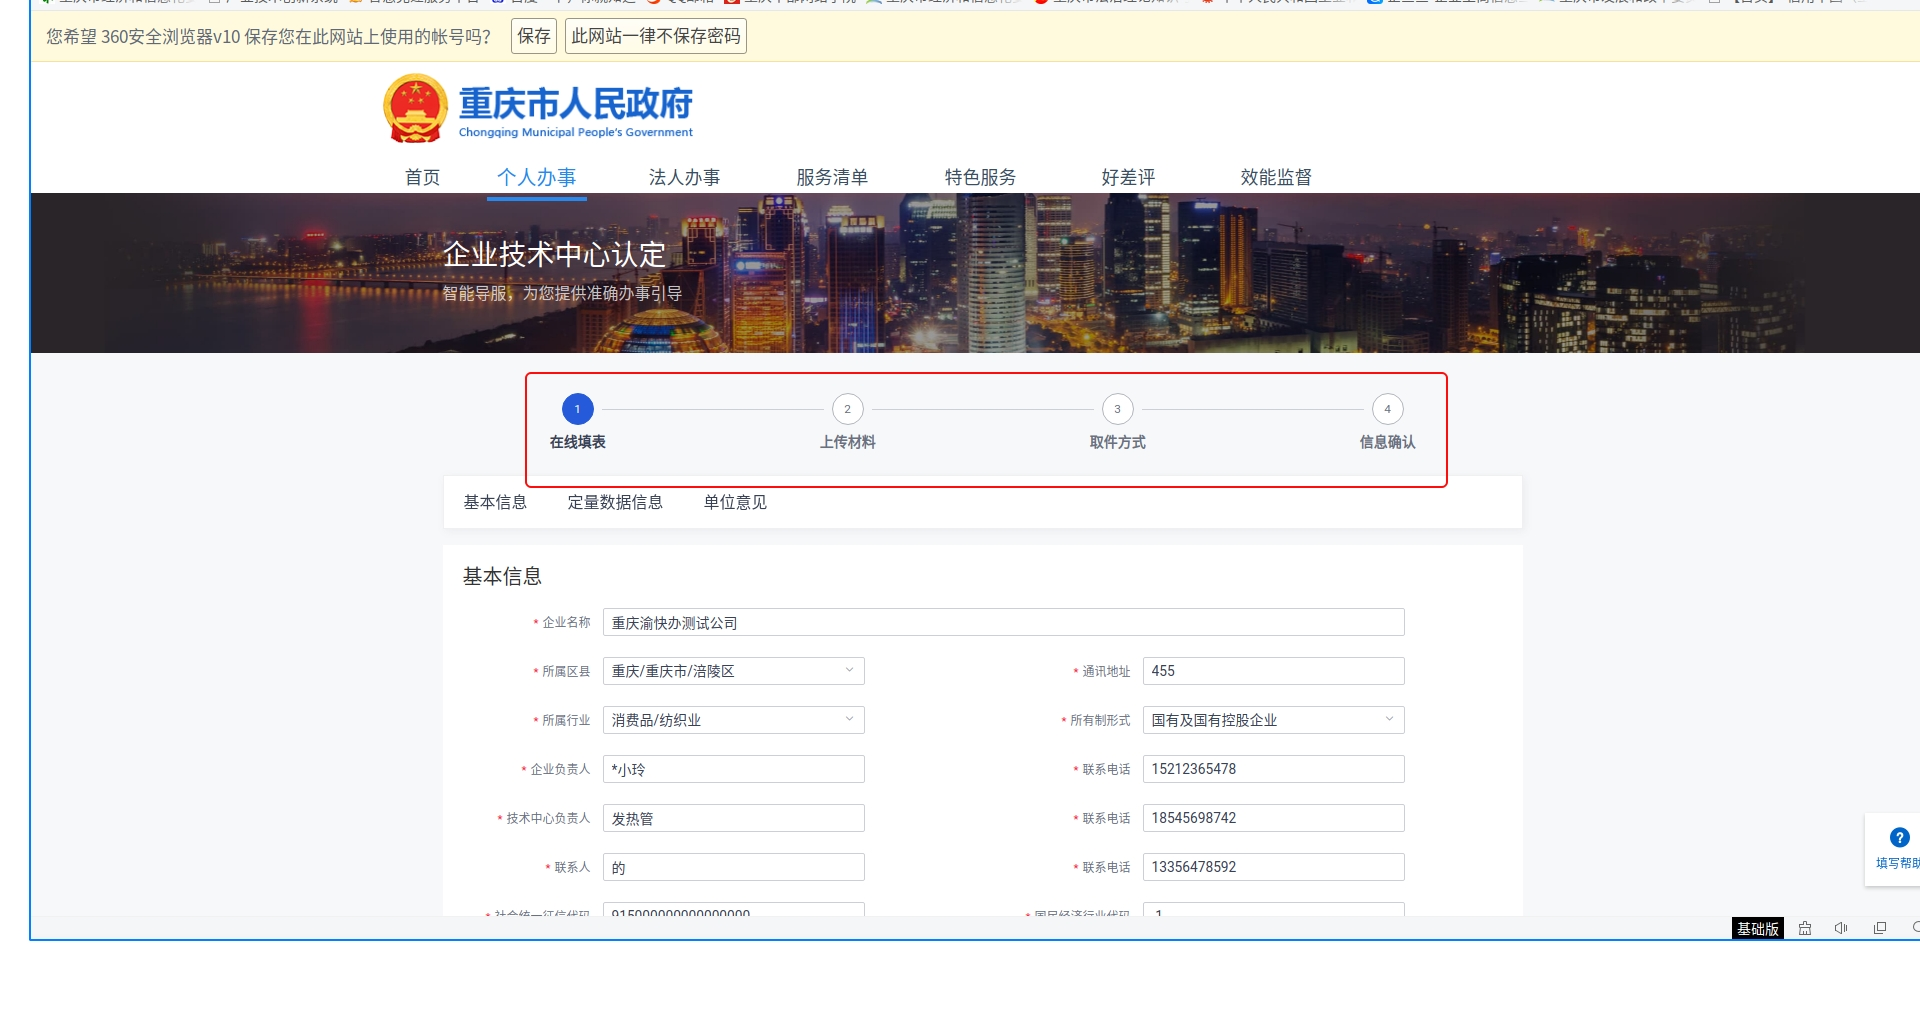 您希望 360安全浏览器v10 保存您在此网站上使用的帐号吗? 保存 此网站一律不保存密码
重庆市人民政府
Chongqing Municipal People's Government
首页 个人办事 法人办事 服务清单 特色服务 好差评 效能监督
企业技术中心认定
智能导服，为您提供准确办事引导
1 2 3 4
在线填表 上传材料 取件方式 信息确认
基本信息 定量数据信息 单位意见
基本信息
* 企业名称 重庆渝快办测试公司
* 所属区县 重庆/重庆市/涪陵区 * 通讯地址 455
* 所属行业 消费品/纺织业 * 所有制形式 国有及国有控股企业
* 企业负责人 *小玲 * 联系电话 15212365478
* 技术中心负责人 发热管 * 联系电话 18545698742
* 联系人 的 * 联系电话 13356478592
?
填写帮助
基础版